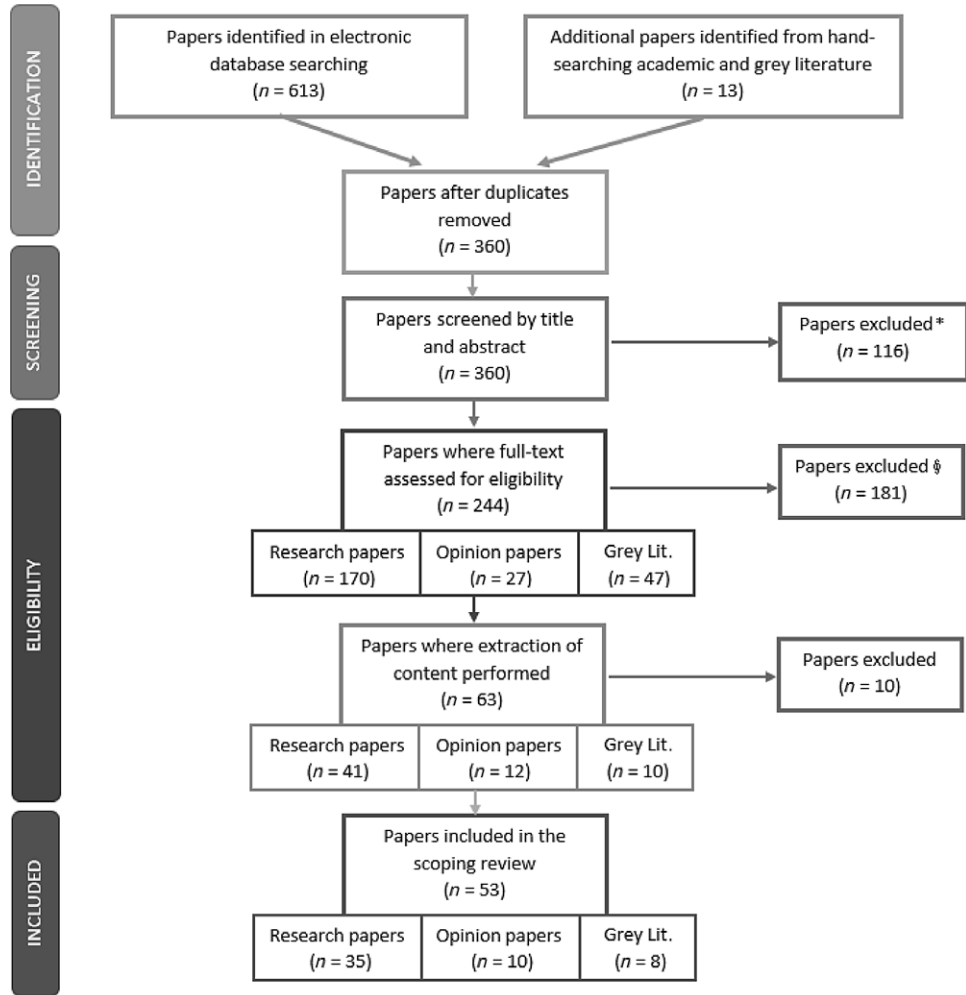 IDENTIFICATION
Papers identified in electronic
database searching
(n = 613)
Additional papers identified from hand-
searching academic and grey literature
(n = 13)
Papers after duplicates
removed
(n = 360)
SCREENING
Papers screened by title
and abstract
(n = 360)
Papers excluded *
(n = 116)
ELIGIBILITY
Papers where full-text
assessed for eligibility
(n = 244)
Papers excluded §
(n = 181)
Research papers
(n = 170)
Opinion papers
(n = 27)
Grey Lit.
(n = 47)
Papers where extraction of
content performed
(n = 63)
Papers excluded
(n = 10)
Research papers
(n = 41)
Opinion papers
(n = 12)
Grey Lit.
(n = 10)
INCLUDED
Papers included in the
scoping review
(n = 53)
Research papers
(n = 35)
Opinion papers
(n = 10)
Grey Lit.
(n = 8)